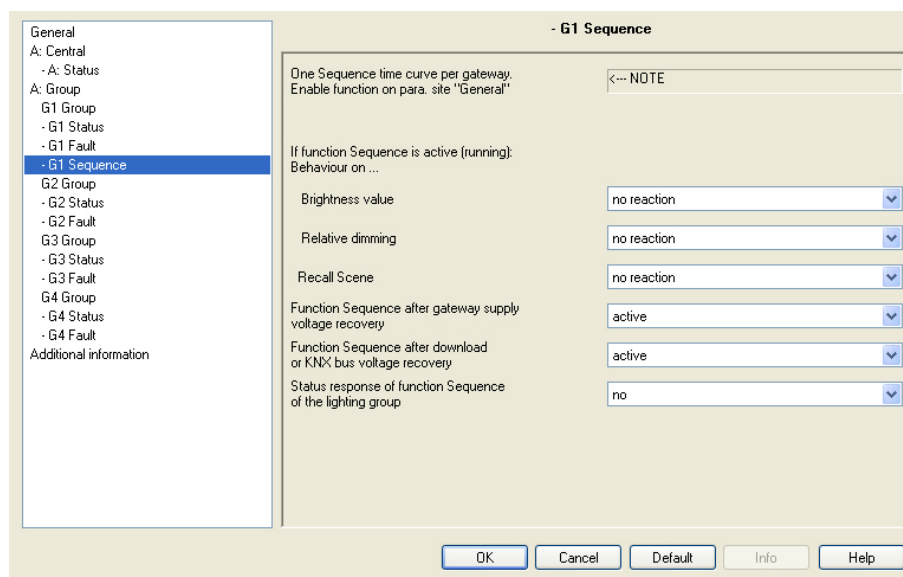 General
A: Central
- A: Status
A: Group
G1 Group
- G1 Status
- G1 Fault
- G1 Sequence
G2 Group
- G2 Status
- G2 Fault
G3 Group
- G3 Status
- G3 Fault
G4 Group
- G4 Status
- G4 Fault
Additional information
- G1 Sequence
One Sequence time curve per gateway.
Enable function on para. site "General"
<--- NOTE
If function Sequence is active (running):
Behaviour on ...
Brightness value
no reaction
Relative dimming
no reaction
Recall Scene
no reaction
Function Sequence after gateway supply
voltage recovery
active
Function Sequence after download
or KNX bus voltage recovery
active
Status response of function Sequence
of the lighting group
no
OK
Cancel
Default
Info
Help